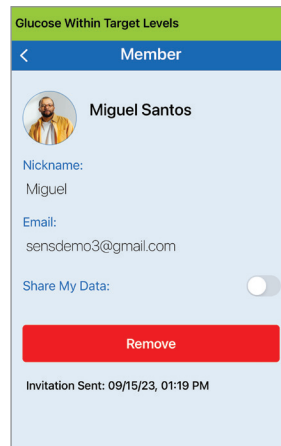 Glucose Within Target Levels
Member
Miguel Santos
Nickname:
Miguel
Email:
sensdemo3@gmail.com
Share My Data:
Remove
Invitation Sent: 09/15/23, 01:19 PM